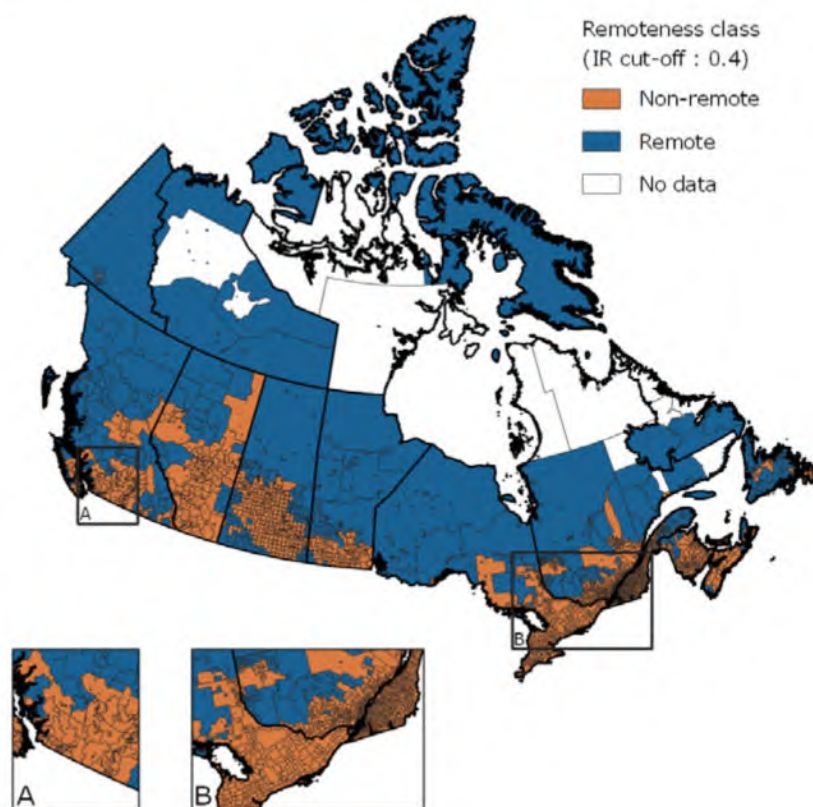 Remoteness class
(IR cut-off : 0.4)
Non-remote
Remote
No data
A
B
A
B